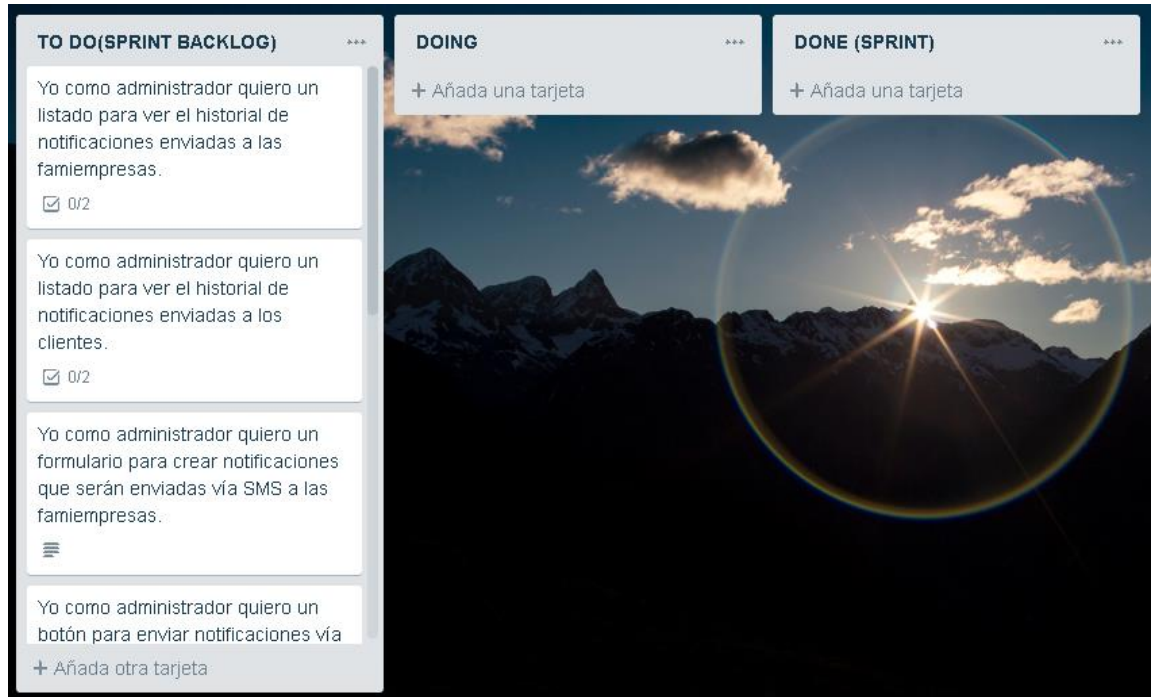 TO DO(SPRINT BACKLOG)
Yo como administrador quiero un
listado para ver el historial de
notificaciones enviadas a las
famiempresas.
0/2
Yo como administrador quiero un
listado para ver el historial de
notificaciones enviadas a los
clientes.
0/2
Yo como administrador quiero un
formulario para crear notificaciones
que serán enviadas vía SMS a las
famiempresas.
Yo como administrador quiero un
botón para enviar notificaciones vía
+ Añada otra tarjeta
DOING
+ Añada una tarjeta
DONE (SPRINT)
+ Añada una tarjeta